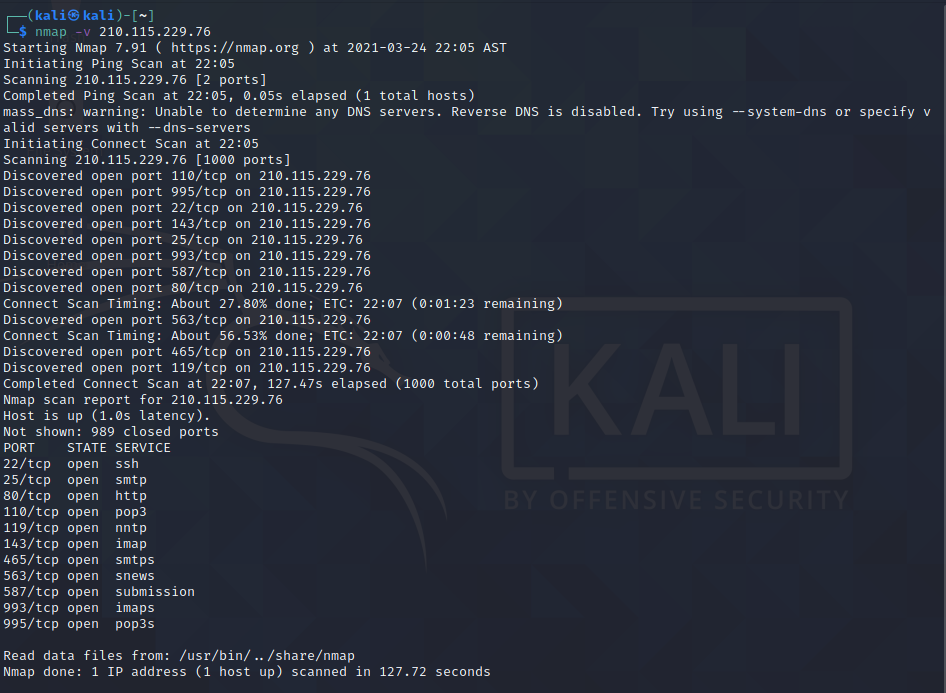 (kali㉿kali)-[~]
$ nmap -v 210.115.229.76
Starting Nmap 7.91 ( https://nmap.org ) at 2021-03-24 22:05 AST
Initiating Ping Scan at 22:05
Scanning 210.115.229.76 [2 ports]
Completed Ping Scan at 22:05, 0.05s elapsed (1 total hosts)
mass_dns: warning: Unable to determine any DNS servers. Reverse DNS is disabled. Try using --system-dns or specify v
alid servers with --dns-servers
Initiating Connect Scan at 22:05
Scanning 210.115.229.76 [1000 ports]
Discovered open port 110/tcp on 210.115.229.76
Discovered open port 995/tcp on 210.115.229.76
Discovered open port 22/tcp on 210.115.229.76
Discovered open port 143/tcp on 210.115.229.76
Discovered open port 25/tcp on 210.115.229.76
Discovered open port 993/tcp on 210.115.229.76
Discovered open port 587/tcp on 210.115.229.76
Discovered open port 80/tcp on 210.115.229.76
Connect Scan Timing: About 27.80% done; ETC: 22:07 (0:01:23 remaining)
Discovered open port 563/tcp on 210.115.229.76
Connect Scan Timing: About 56.53% done; ETC: 22:07 (0:00:48 remaining)
Discovered open port 465/tcp on 210.115.229.76
Discovered open port 119/tcp on 210.115.229.76
Completed Connect Scan at 22:07, 127.47s elapsed (1000 total ports)
Nmap scan report for 210.115.229.76
Host is up (1.0s latency).
Not shown: 989 closed ports
PORT    STATE SERVICE
22/tcp  open  ssh
25/tcp  open  smtp
80/tcp  open  http
110/tcp open  pop3
119/tcp open  nntp
143/tcp open  imap
465/tcp open  smtps
563/tcp open  snews
587/tcp open  submission
993/tcp open  imaps
995/tcp open  pop3s
Read data files from: /usr/bin/../share/nmap
Nmap done: 1 IP address (1 host up) scanned in 127.72 seconds
KALI
BY OFFENSIVE SECURITY